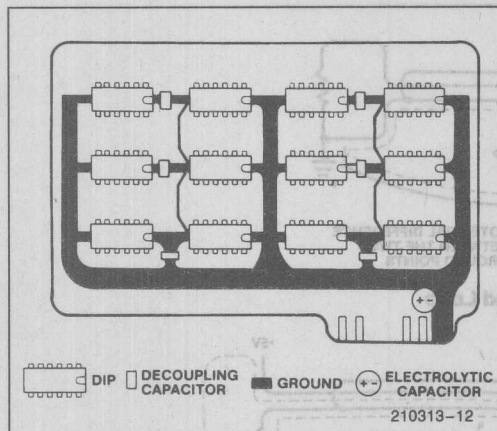 DIP
DECOUPLING
CAPACITOR
GROUND
+-
ELECTROLYTIC
CAPACITOR
210313-12